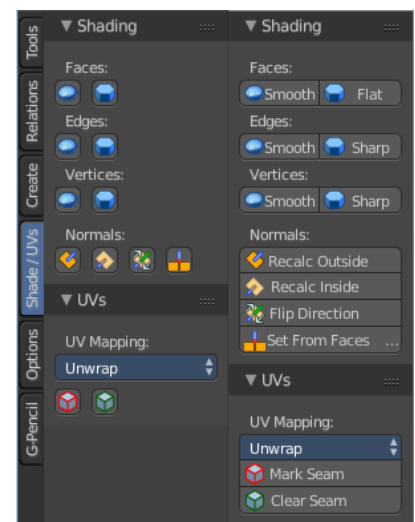 Tools
Relations
Create
Shade / UVs
Options
G-Pencil
Shading
Faces:
Edges:
Vertices:
Normals:
UVs
UV Mapping:
Unwrap
Shading
Faces:
Smooth Flat
Edges:
Smooth Sharp
Vertices:
Smooth Sharp
Normals:
Recalc Outside
Recalc Inside
Flip Direction
Set From Faces ...
UVs
UV Mapping:
Unwrap
Mark Seam
Clear Seam